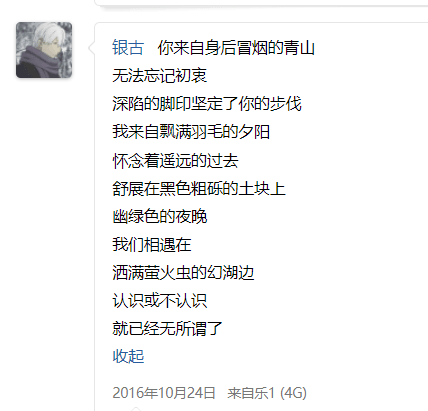 银古 你来自身后冒烟的青山
无法忘记初衷
深陷的脚印坚定了你的步伐
我来自飘满羽毛的夕阳
怀念着遥远的过去
舒展在黑色粗砾的土块上
幽绿色的夜晚
我们相遇在
洒满萤火虫的幻湖边
认识或不认识
就已经无所谓了
收起
2016年10月24日 来自乐1 (4G)